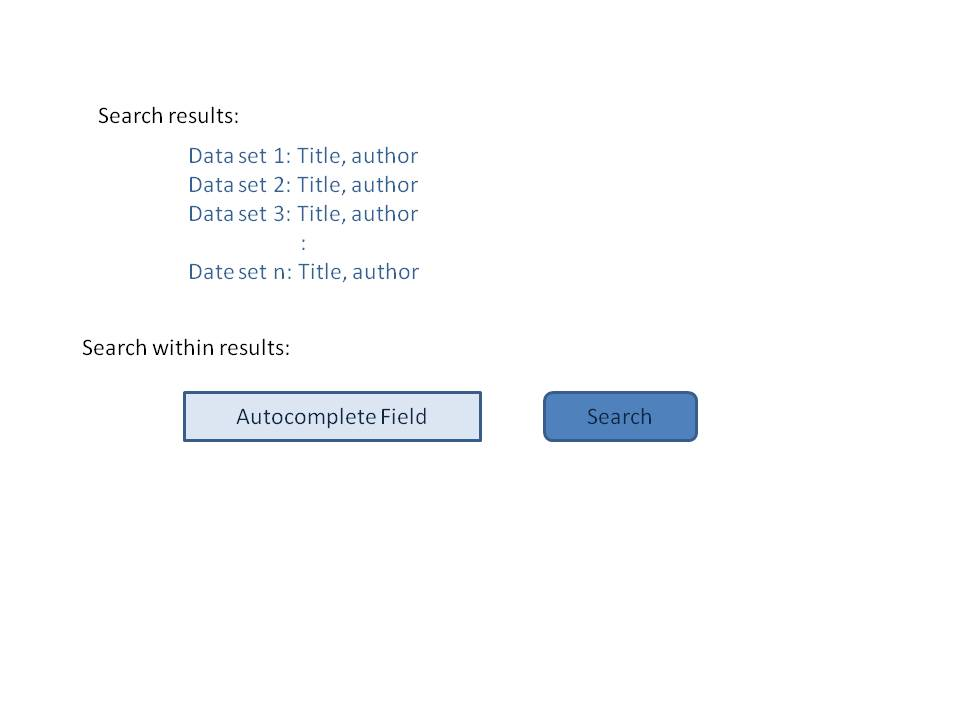 Search results:
Data set 1: Title, author
Data set 2: Title, author
Data set 3: Title, author
:
Date set n: Title, author
Search within results:
Autocomplete Field
Search